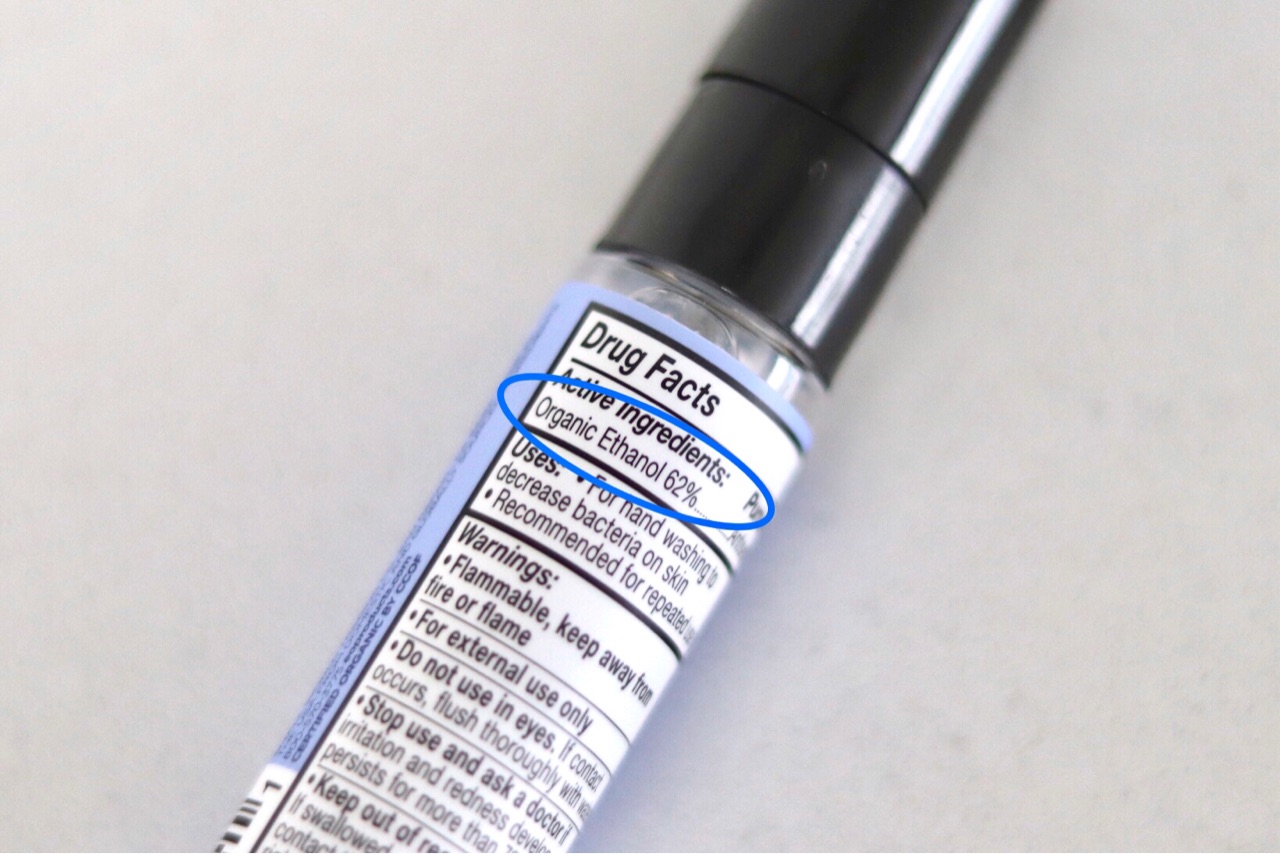 Drug Facts
Active Ingredients:
Organic Ethanol 62%.....
Uses: • For hand washing to
decrease bacteria on skin
• Recommended for repeated
Warnings:
• Flammable, keep away from
fire or flame
• For external use only
• Do not use in eyes. If contact
occurs, flush thoroughly with
• Stop use and ask a doctor if
irritation and redness
persists for more than
• Keep out of
If swallowed
CERTIFIED ORGANIC BY CCOF